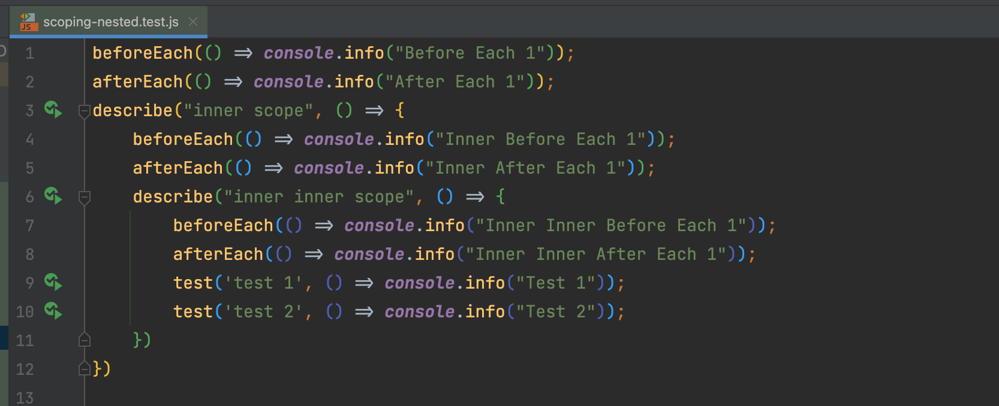 JS scoping-nested.test.js
1 beforeEach(() => console.info("Before Each 1"));
2 afterEach(() => console.info("After Each 1"));
3 describe("inner scope", () => {
4 beforeEach(() => console.info("Inner Before Each 1"));
5 afterEach(() => console.info("Inner After Each 1"));
6 describe("inner inner scope", () => {
7 beforeEach(() => console.info("Inner Inner Before Each 1"));
8 afterEach(() => console.info("Inner Inner After Each 1"));
9 test('test 1', () => console.info("Test 1"));
10 test('test 2', () => console.info("Test 2"));
11 })
12 })
13